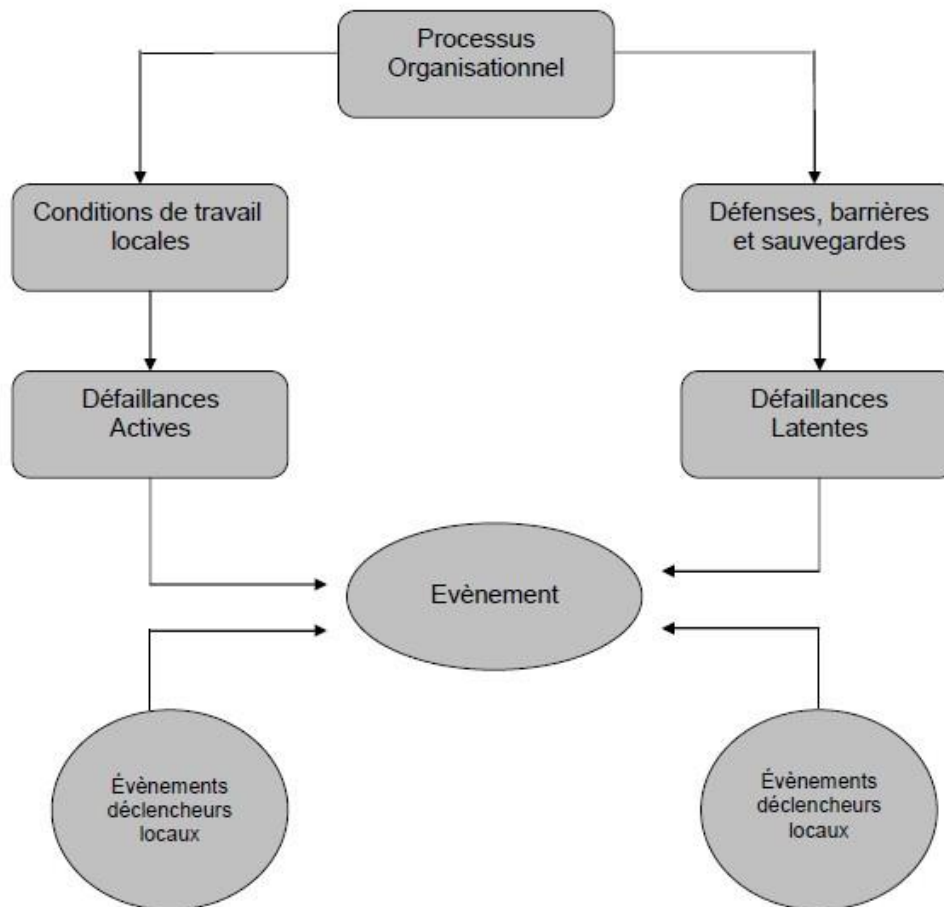 Processus
Organisationnel
Conditions de travail
locales
Défenses, barrières
et sauvegardes
Défaillances
Actives
Défaillances
Latentes
Evènement
Évènements
déclencheurs
locaux
Évènements
déclencheurs
locaux